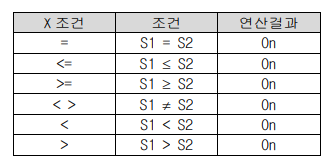 X 조건 조건 연산결과
= S1 = S2 On
<= S1 ≤ S2 On
>= S1 ≥ S2 On
< > S1 ≠ S2 On
< S1 < S2 On
> S1 > S2 On